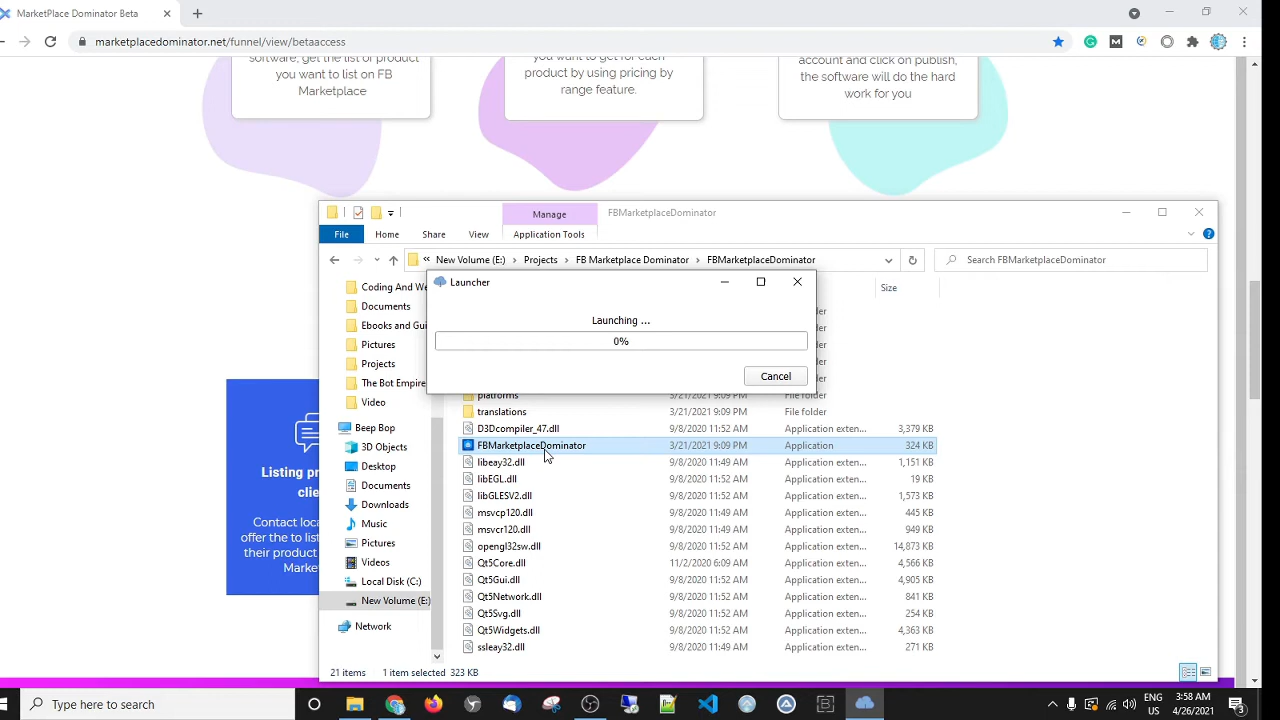 MarketPlace Dominator Beta
marketplacedominator.net/funnel/view/betaaccess
software, get the list or product
you want to list on FB
Marketplace
you want to get for each
product by using pricing by
range feature.
account and click on publish,
the software will do the hard
work for you
Manage
FBMarketplaceDominator
File
Home
Share
View
Application Tools
New Volume (E:) > Projects > FB Marketplace Dominator > FBMarketplaceDominator
Search FBMarketplaceDominator
Launcher
Launching ...
0%
Cancel
Size
Coding And We
Documents
Ebooks and Gui
Pictures
Projects
The Bot Empire
Video
Beep Bop
3D Objects
Desktop
Documents
Downloads
Music
Pictures
Videos
Local Disk (C:)
New Volume (E:)
Network
der
der
der
der
der
platforms 3/21/2021 9:09 PM File folder
translations 3/21/2021 9:09 PM File folder
D3Dcompiler_47.dll 9/8/2020 11:52 AM Application exten... 3,379 KB
FBMarketplaceDominator 3/21/2021 9:09 PM Application 324 KB
libeay32.dll 9/8/2020 11:49 AM Application exten... 1,151 KB
libEGL.dll 9/8/2020 11:52 AM Application exten... 19 KB
libGLESV2.dll 9/8/2020 11:52 AM Application exten... 1,573 KB
msvcp120.dll 9/8/2020 11:49 AM Application exten... 445 KB
msvcr120.dll 9/8/2020 11:49 AM Application exten... 949 KB
opengl32sw.dll 9/8/2020 11:52 AM Application exten... 14,873 KB
Qt5Core.dll 11/2/2020 6:09 AM Application exten... 4,566 KB
Qt5Gui.dll 9/8/2020 11:52 AM Application exten... 4,905 KB
Qt5Network.dll 9/8/2020 11:52 AM Application exten... 841 KB
Qt5Svg.dll 9/8/2020 11:52 AM Application exten... 254 KB
Qt5Widgets.dll 9/8/2020 11:52 AM Application exten... 4,363 KB
ssleay32.dll 9/8/2020 11:49 AM Application exten... 271 KB
21 items 1 item selected 323 KB
Listing pr
clie
Contact loca
offer the to list
their product
Market
Type here to search
ENG
US
3:58 AM
4/26/2021
3